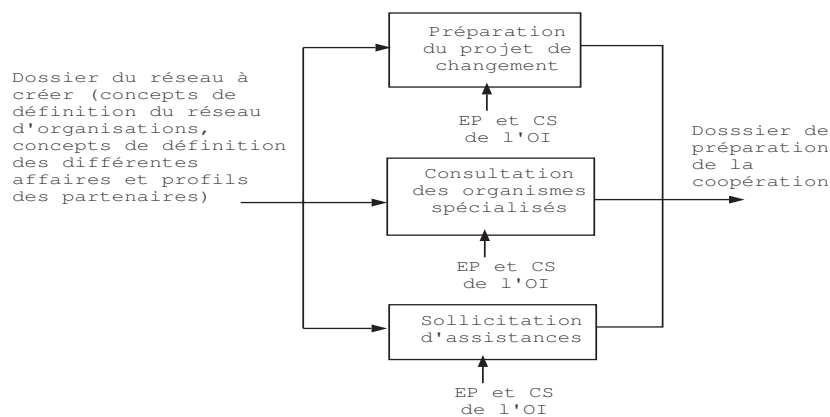 Dossier du réseau à
créer (concepts de
définition du réseau
d'organisations,
concepts de définition
des différentes
affaires et profils
des partenaires)
Préparation
du projet de
changement
EP et CS
de l'OI
Consultation
des organismes
spécialisés
EP et CS
de l'OI
Sollicitation
d'assistances
EP et CS
de l'OI
Dosssier de
préparation
de la
coopération